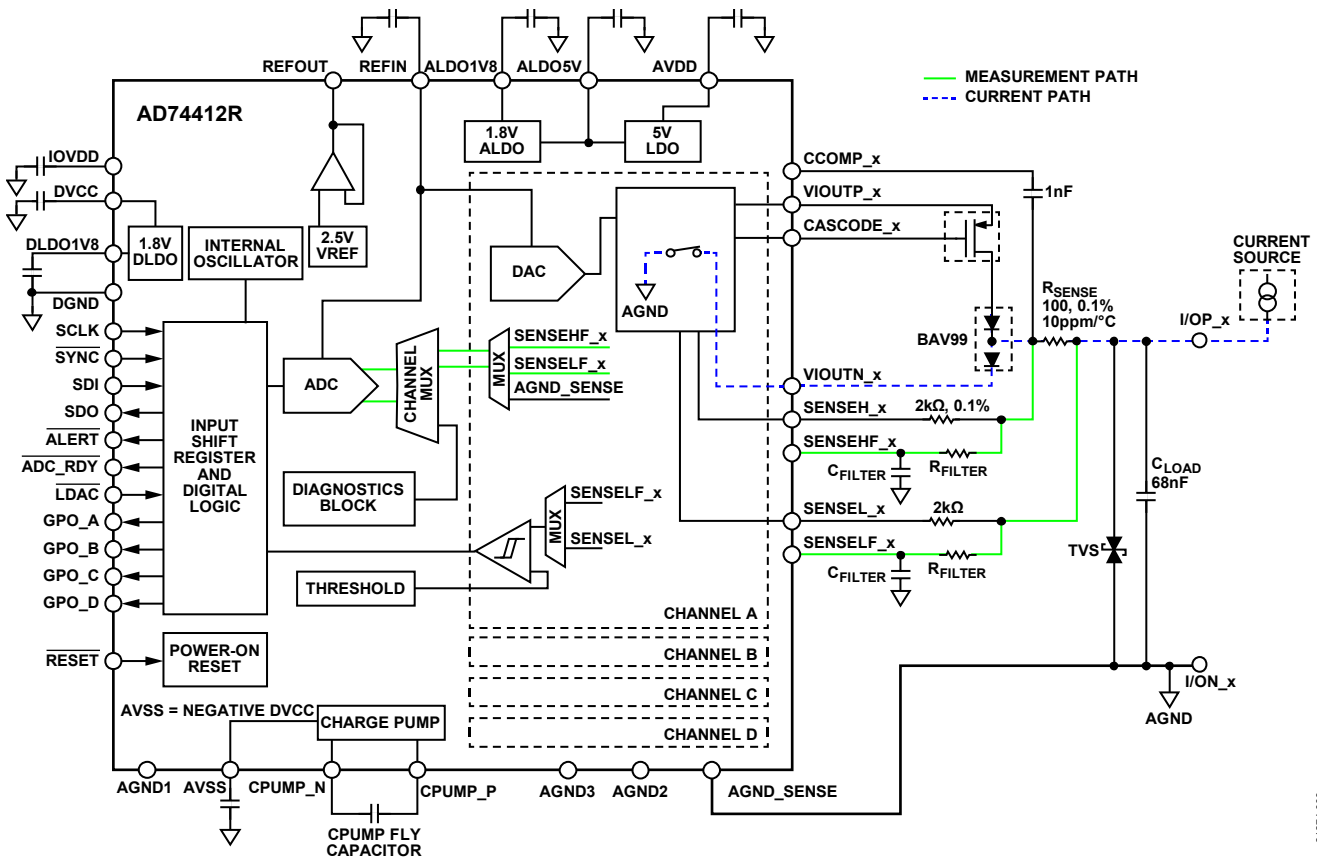 REFOUT
REFIN
ALDO1V8
ALDO5V
AVDD
MEASUREMENT PATH
CURRENT PATH
AD74412R
IOVDD
DVCC
DLDO1V8
DGND
SCLK
SYNC
SDI
SDO
ALERT
ADC_RDY
LDAC
GPO_A
GPO_B
GPO_C
GPO_D
RESET
1.8V
DLDO
INTERNAL
OSCILLATOR
2.5V
VREF
1.8V
ALDO
5V
LDO
INPUT
SHIFT
REGISTER
AND
DIGITAL
LOGIC
POWER-ON
RESET
ADC
CHANNEL
MUX
DIAGNOSTICS
BLOCK
THRESHOLD
DAC
AGND
MUX
SENSEHF_x
SENSELF_x
AGND_SENSE
MUX
SENSELF_x
SENSEL_x
CHANNEL A
CHANNEL B
CHANNEL C
CHANNEL D
CCOMP_x
VIOUTP_x
CASCODE_x
1nF
BAV99
RSENSE
100, 0.1%
10ppm/°C
CURRENT
SOURCE
I/OP_x
VIOUTN_x
SENSEH_x
2kΩ, 0.1%
SENSEHF_x
CFILTER
RFILTER
SENSEL_x
2kΩ
SENSELF_x
CFILTER
RFILTER
TVS
CLOAD
68nF
I/ON_x
AGND
AVSS = NEGATIVE DVCC
CHARGE PUMP
AGND1
AVSS
CPUMP_N
CPUMP_P
AGND3
AGND2
AGND_SENSE
CPUMP FLY
CAPACITOR